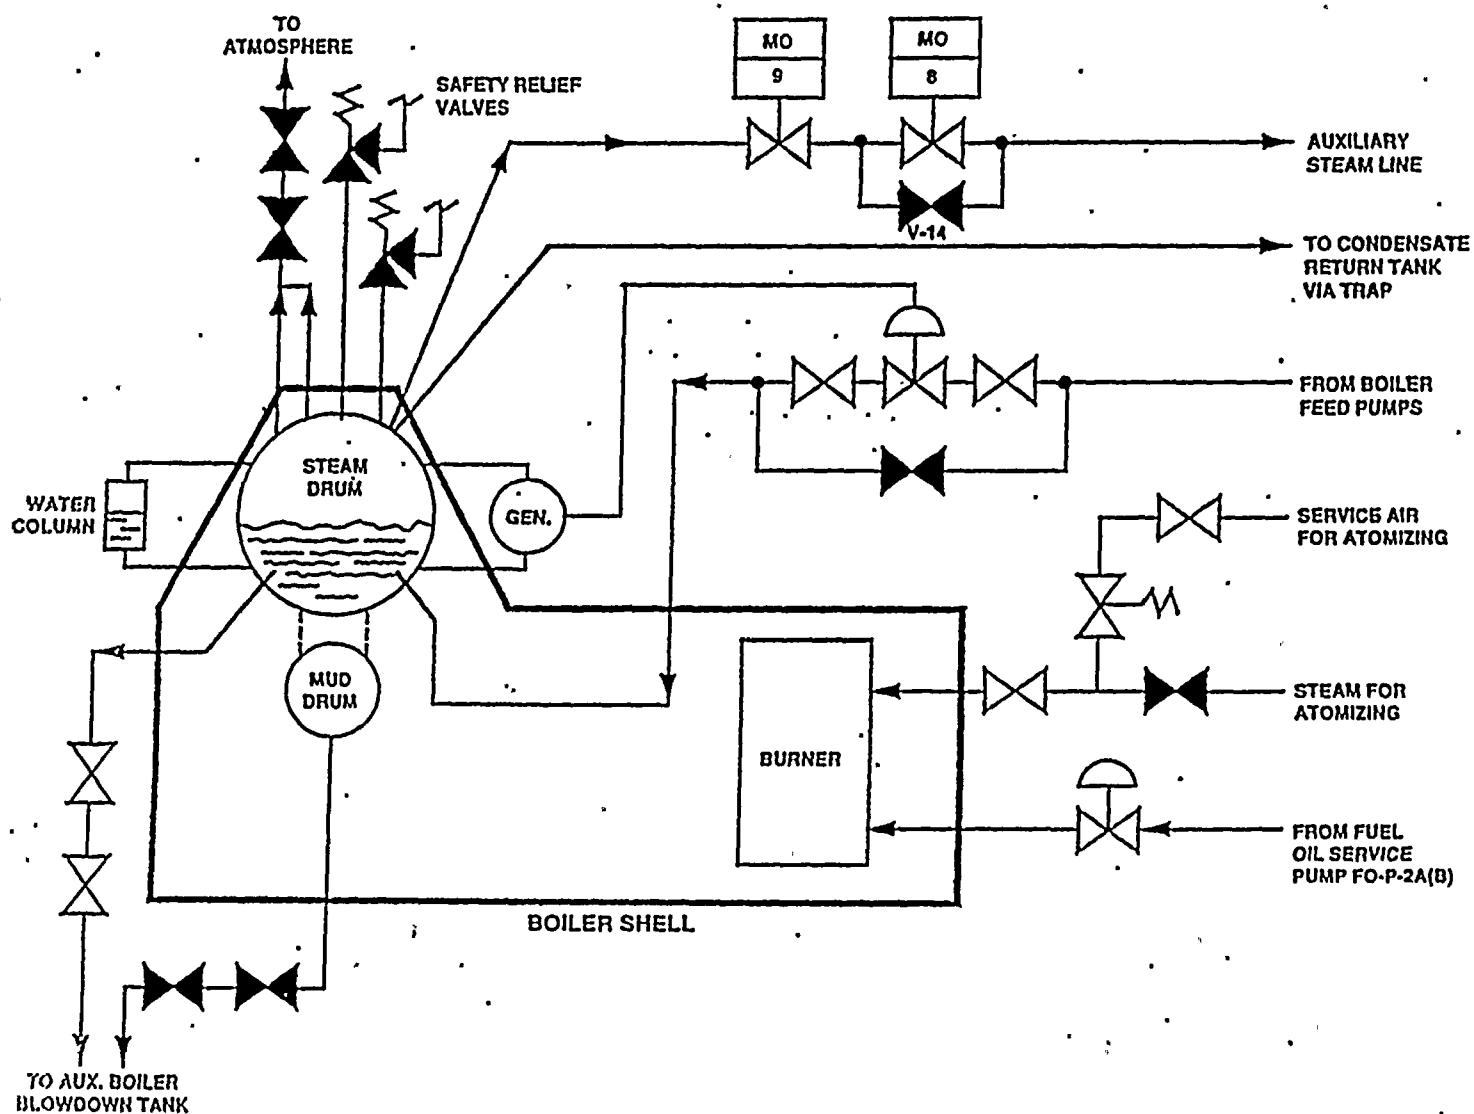 TO
ATMOSPHERE
SAFETY RELIEF
VALVES
MO
9
MO
8
AUXILIARY
STEAM LINE
V-14
TO CONDENSATE
RETURN TANK
VIA TRAP
FROM BOILER
FEED PUMPS
STEAM
DRUM
WATER
COLUMN
GEN.
SERVICE AIR
FOR ATOMIZING
MUD
DRUM
STEAM FOR
ATOMIZING
BURNER
FROM FUEL
OIL SERVICE
PUMP FO-P-2A(B)
BOILER SHELL
TO AUX. BOILER
BLOWDOWN TANK